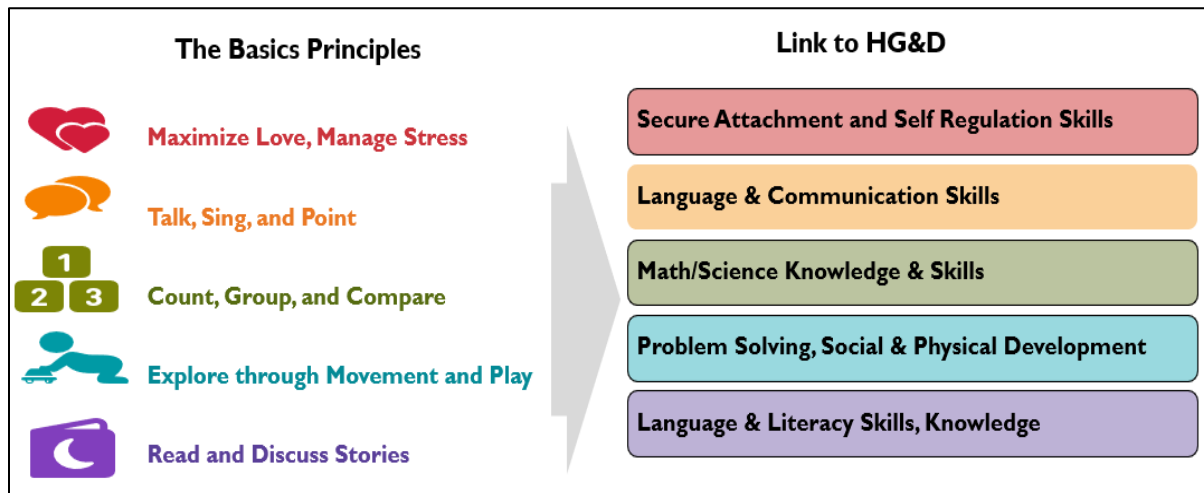 The Basics Principles
Maximize Love, Manage Stress
Talk, Sing, and Point
1
2 3
Count, Group, and Compare
Explore through Movement and Play
Read and Discuss Stories
Link to HG&D
Secure Attachment and Self Regulation Skills
Language & Communication Skills
Math/Science Knowledge & Skills
Problem Solving, Social & Physical Development
Language & Literacy Skills, Knowledge